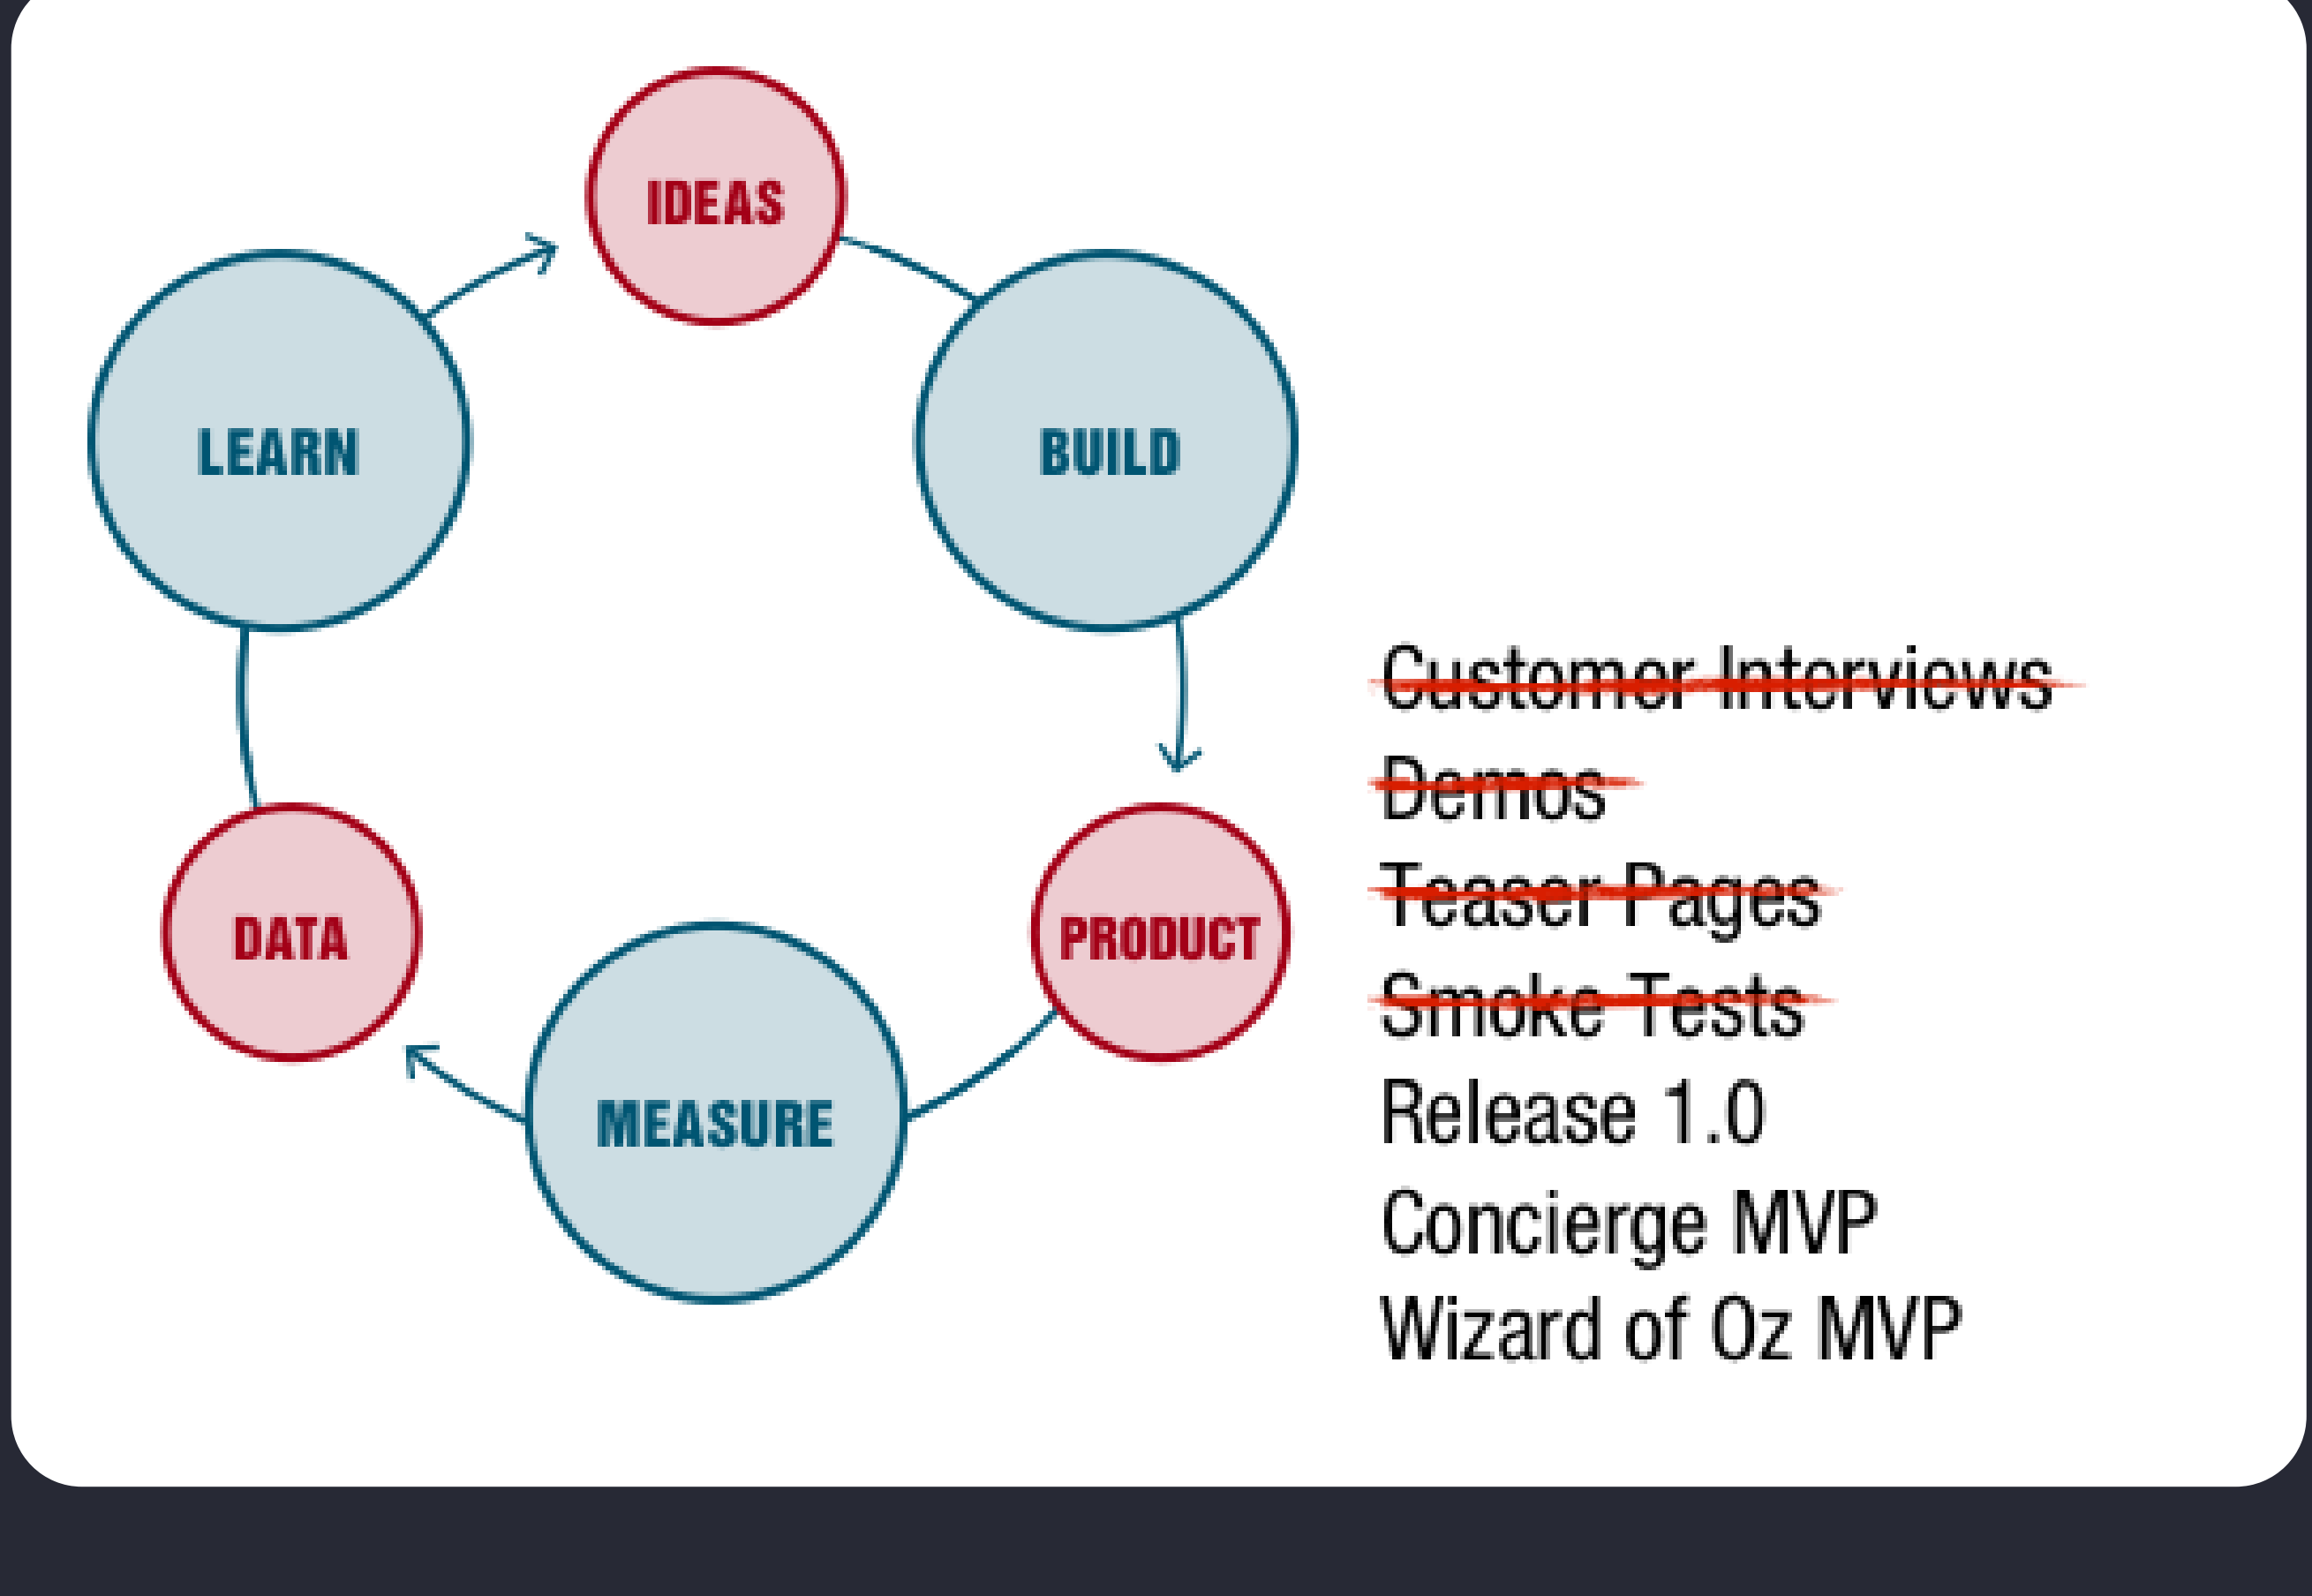 IDEAS
LEARN
BUILD
DATA
PRODUCT
MEASURE
Customer Interviews
Demos
Teaser Pages
Smoke Tests
Release 1.0
Concierge MVP
Wizard of Oz MVP